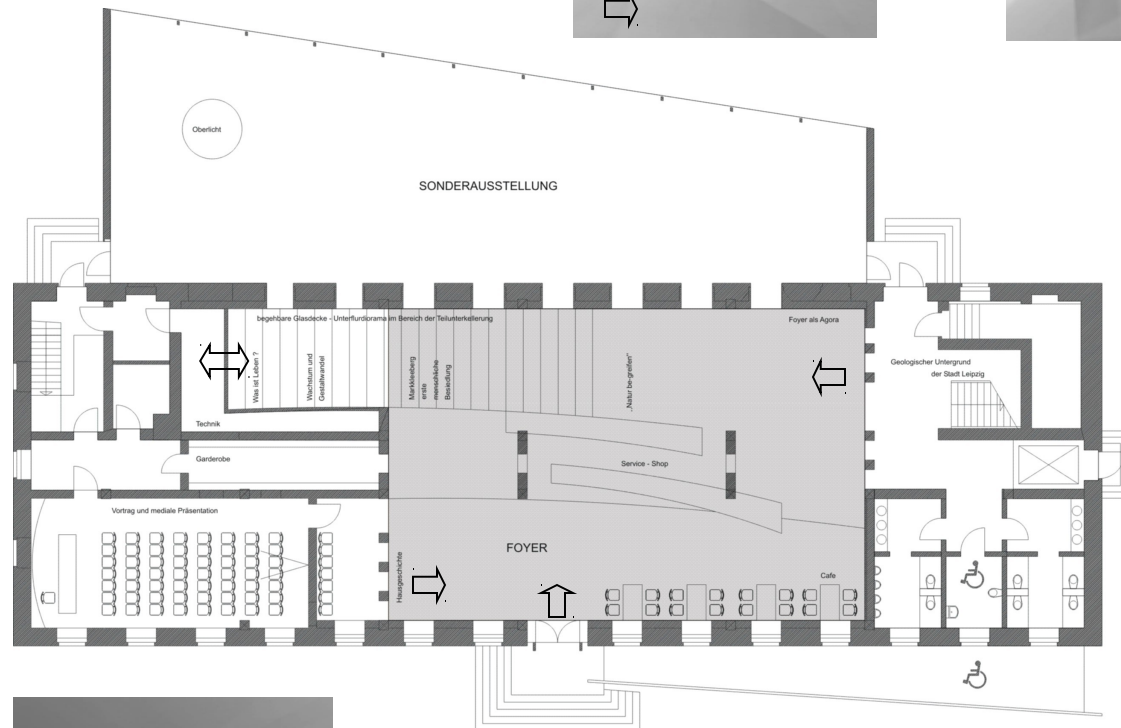 Oberlicht
SONDERAUSSTELLUNG
begehbare Glasdecke - Unterflurdiorama im Bereich der Teilunterkellerung
Foyer als Agora
Was ist Leben ?
Wachstum und
Gestaltwandel
Markkleeberg
erste
menschliche
Besiedlung
„Natur be-greifen"
Geologischer Untergrund
der Stadt Leipzig
Technik
Garderobe
Service - Shop
Vortrag und mediale Präsentation
FOYER
Hausgeschichte
Cafe